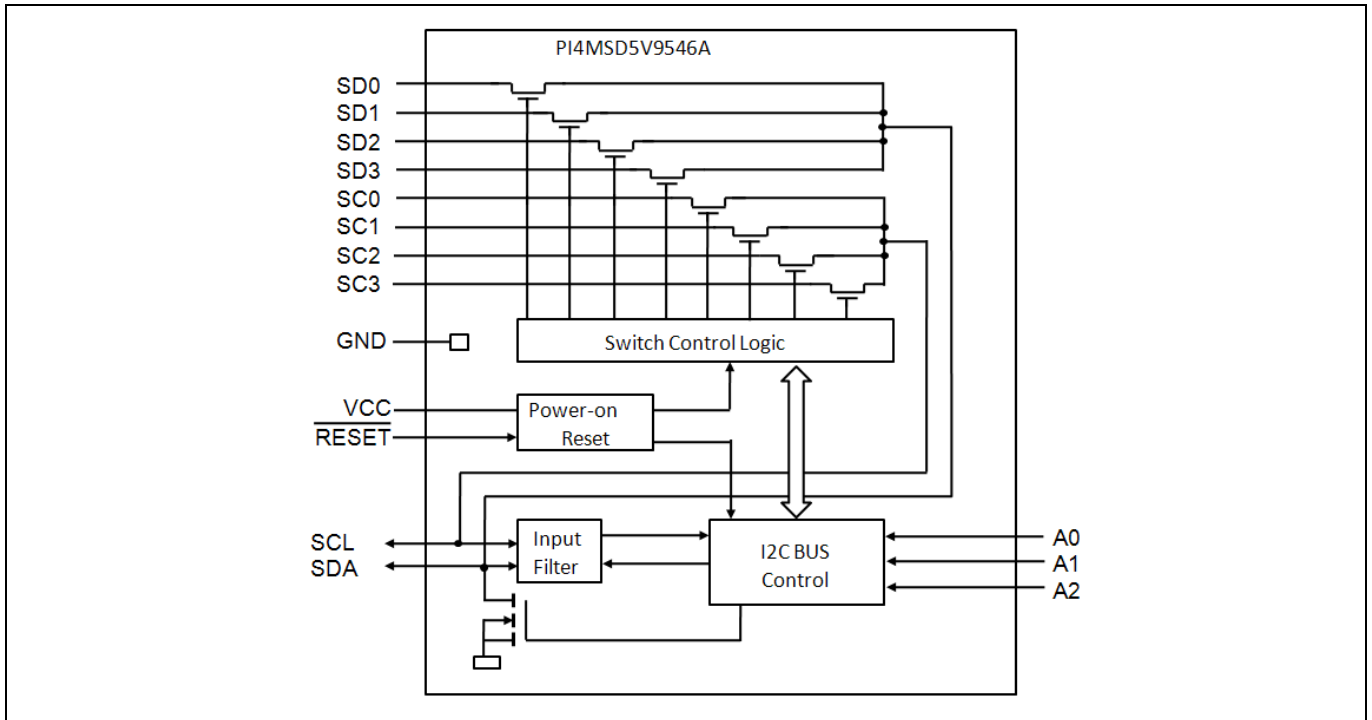 PI4MSD5V9546A
SD0
SD1
SD2
SD3
SC0
SC1
SC2
SC3
GND
Switch Control Logic
VCC
RESET
Power-on
Reset
SCL
SDA
Input
Filter
I2C BUS
Control
A0
A1
A2